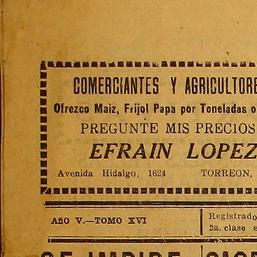 COMERCIANTES Y AGRICULTORE
Ofrezco Maiz, Frijol Papa por Toneladas o
PREGUNTE MIS PRECIOS
EFRAIN LOPEZ
Avenida Hidalgo, 1624 TORREON,
AÑO V.—TOMO XVI
Registrado
2a. clase e